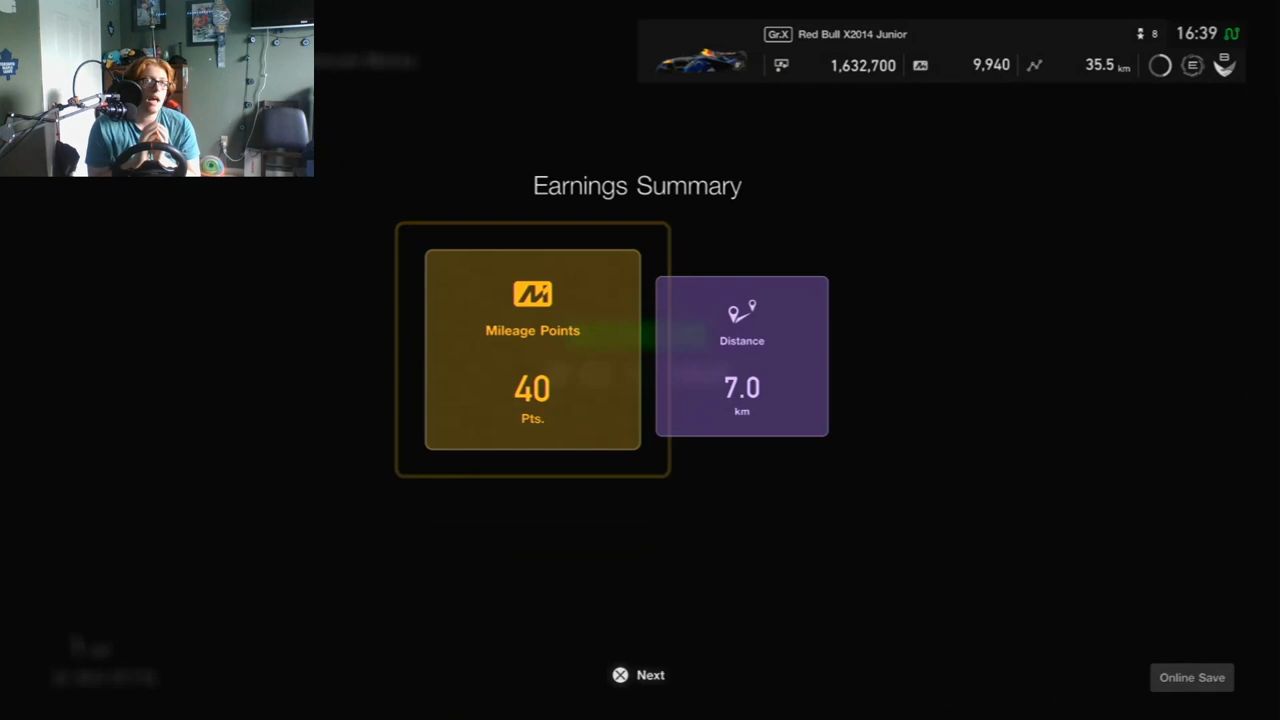 Gr.X Red Bull X2014 Junior
8 16:39
1,632,700 9,940 35.5 km E B
Earnings Summary
Mileage Points
40
Pts.
Distance
7.0
km
Next
Online Save